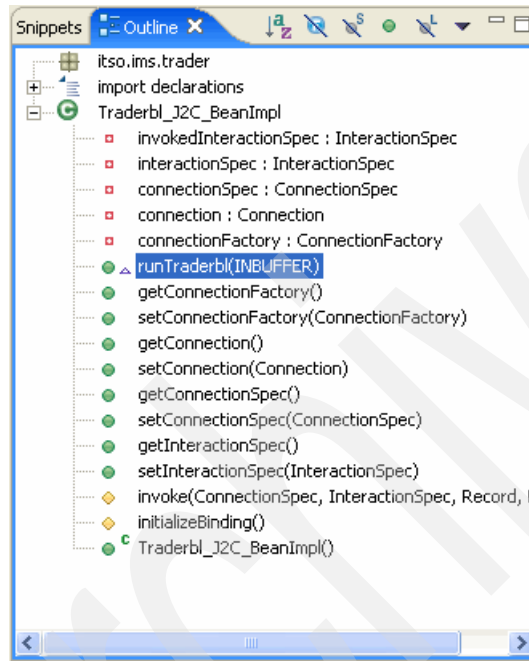 Snippets Outline
itso.ims.trader
import declarations
Traderbl_J2C_BeanImpl
invokedInteractionSpec : InteractionSpec
interactionSpec : InteractionSpec
connectionSpec : ConnectionSpec
connection : Connection
connectionFactory : ConnectionFactory
runTraderbl(INBUFFER)
getConnectionFactory()
setConnectionFactory(ConnectionFactory)
getConnection()
setConnection(Connection)
getConnectionSpec()
setConnectionSpec(ConnectionSpec)
getInteractionSpec()
setInteractionSpec(InteractionSpec)
invoke(ConnectionSpec, InteractionSpec, Record,
initializeBinding()
Traderbl_J2C_BeanImpl()